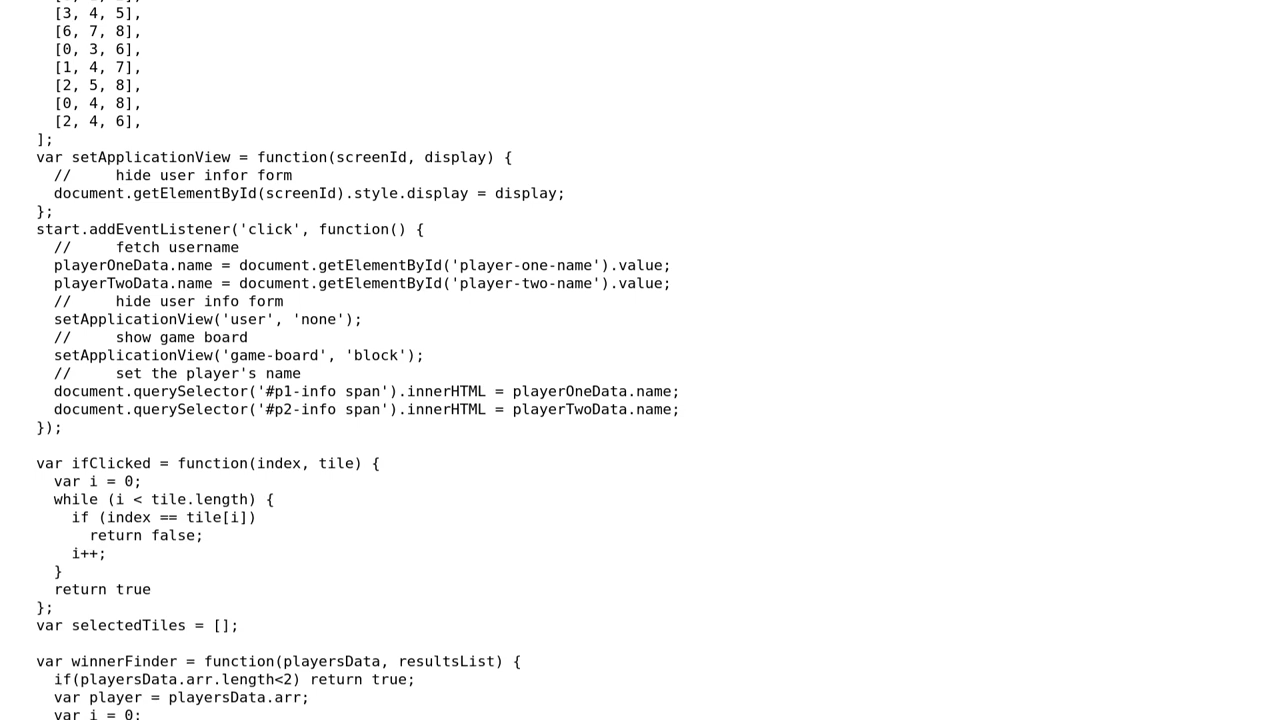 [3, 4, 5],
[6, 7, 8],
[0, 3, 6],
[1, 4, 7],
[2, 5, 8],
[0, 4, 8],
[2, 4, 6],
];
var setApplicationView = function(screenId, display) {
//     hide user infor form
document.getElementById(screenId).style.display = display;
};
start.addEventListener('click', function() {
//     fetch username
playerOneData.name = document.getElementById('player-one-name').value;
playerTwoData.name = document.getElementById('player-two-name').value;
//     hide user info form
setApplicationView('user', 'none');
//     show game board
setApplicationView('game-board', 'block');
//     set the player's name
document.querySelector('#p1-info span').innerHTML = playerOneData.name;
document.querySelector('#p2-info span').innerHTML = playerTwoData.name;
});
var ifClicked = function(index, tile) {
var i = 0;
while (i < tile.length) {
if (index == tile[i])
return false;
i++;
}
return true
};
var selectedTiles = [];
var winnerFinder = function(playersData, resultsList) {
if(playersData.arr.length<2) return true;
var player = playersData.arr;
var i = 0;